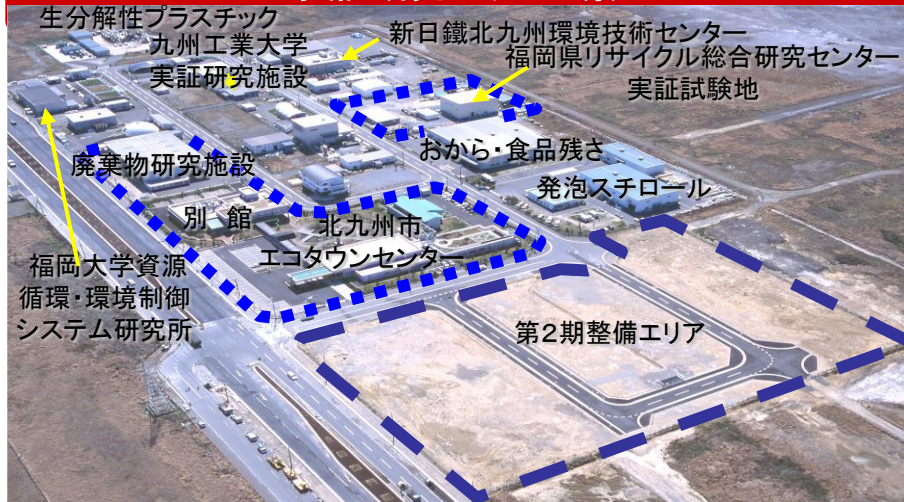 生分解性プラスチック
九州工業大学
実証研究施設
新日鐵北九州環境技術センター
福岡県リサイクル総合研究センター
実証試験地
おから・食品残さ
発泡スチロール
廃棄物研究施設
別館
北九州市
エコタウンセンター
福岡大学資源
循環・環境制御
システム研究所
第2期整備エリア